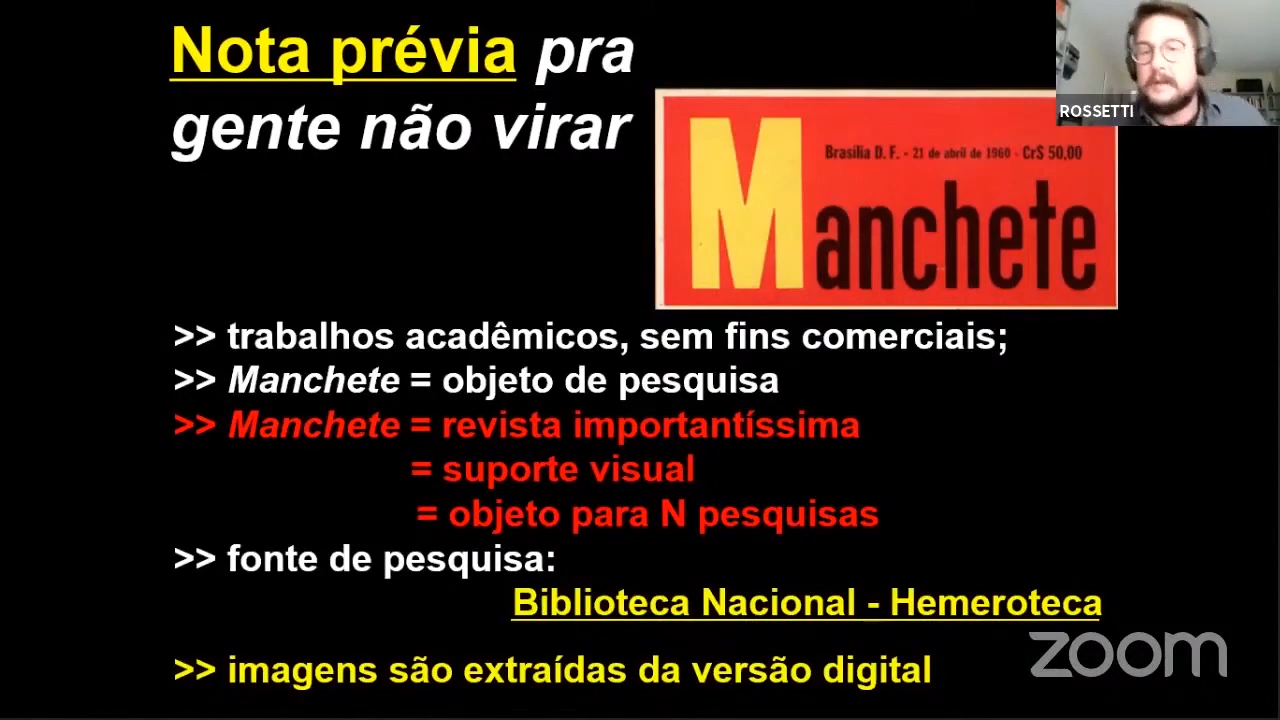 Nota prévia pra
gente não virar
ROSSETTI
Brasília D. F. - 21 de abril de 1960 - Cr$ 50,00
Manchete
>> trabalhos acadêmicos, sem fins comerciais;
>> Manchete = objeto de pesquisa
>> Manchete = revista importantíssima
= suporte visual
= objeto para N pesquisas
>> fonte de pesquisa:
Biblioteca Nacional - Hemeroteca
zoom
>> imagens são extraídas da versão digital